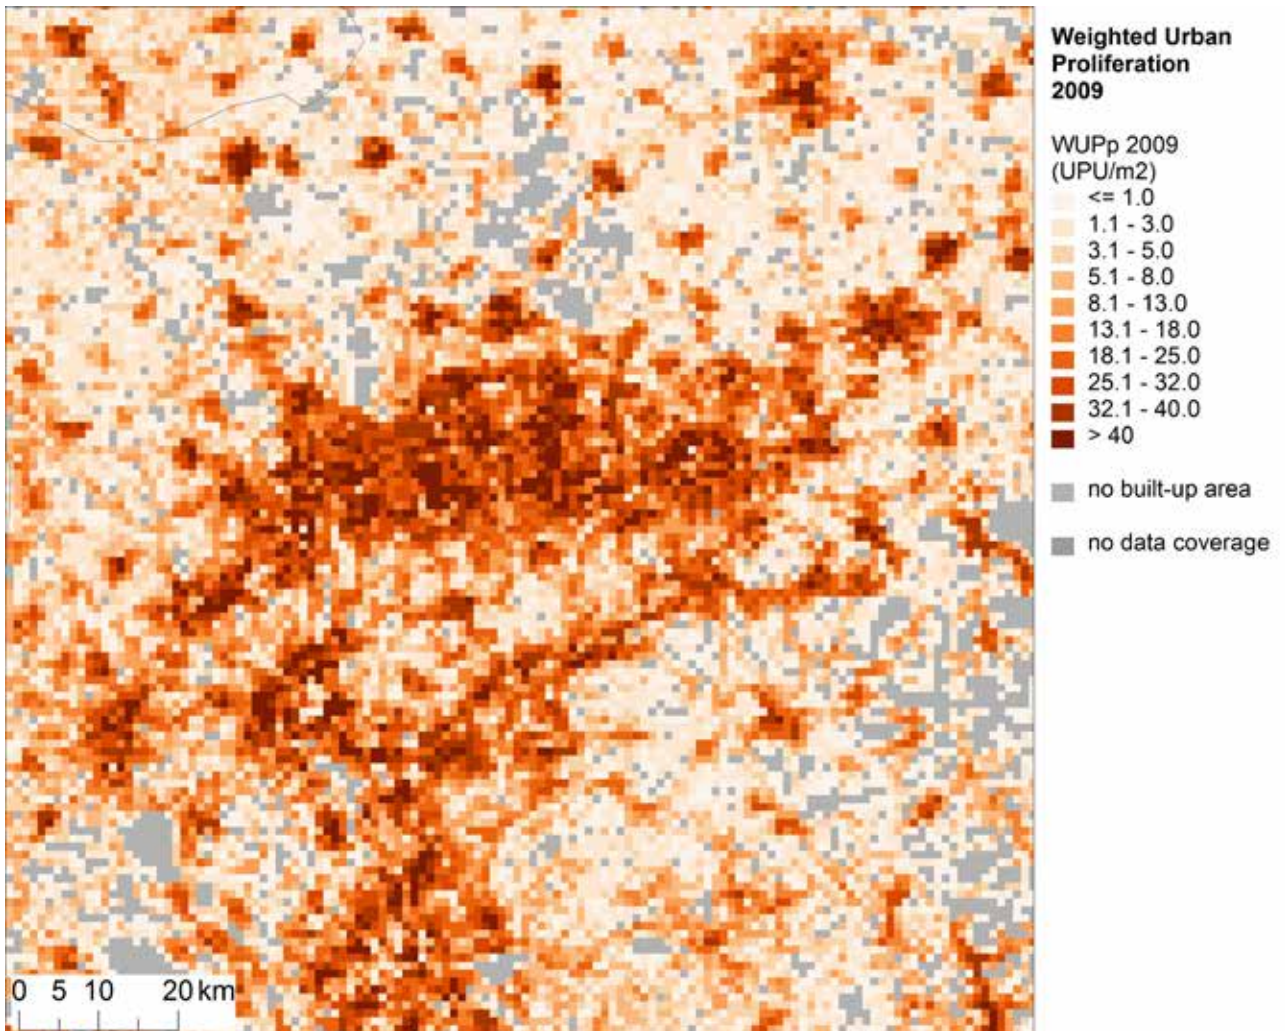 Weighted Urban
Proliferation
2009
WUPp 2009
(UPU/m2)
<= 1.0
1.1 - 3.0
3.1 - 5.0
5.1 - 8.0
8.1 - 13.0
13.1 - 18.0
18.1 - 25.0
25.1 - 32.0
32.1 - 40.0
> 40
no built-up area
no data coverage
0 5 10 20 km